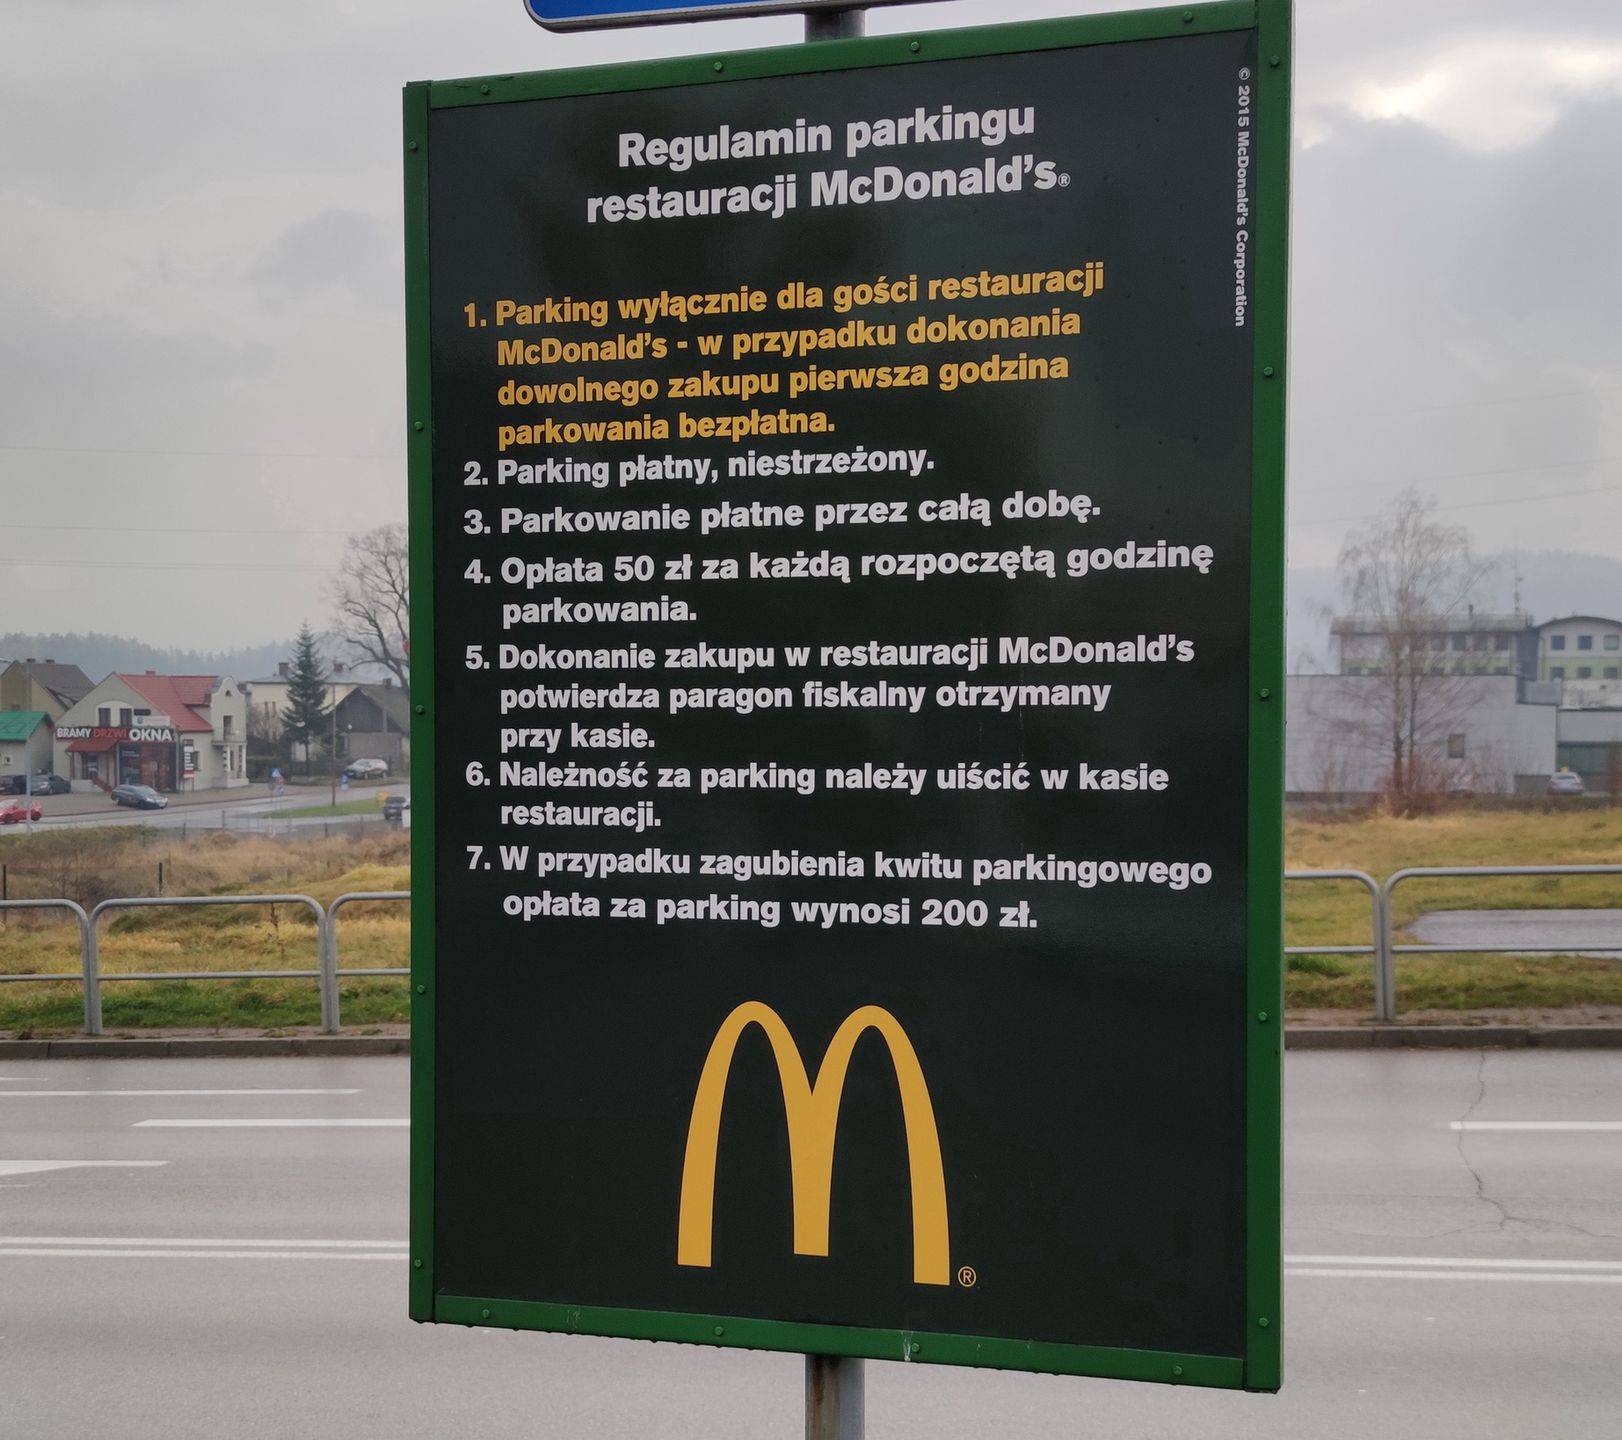 Regulamin parkingu
restauracji McDonald's®
© 2015 McDonald's Corporation
1. Parking wyłącznie dla gości restauracji
McDonald's - w przypadku dokonania
dowolnego zakupu pierwsza godzina
parkowania bezpłatna.
2. Parking płatny, niestrzeżony.
3. Parkowanie płatne przez całą dobę.
4. Opłata 50 zł za każdą rozpoczętą godzinę
parkowania.
5. Dokonanie zakupu w restauracji McDonald's
potwierdza paragon fiskalny otrzymany
przy kasie.
6. Należność za parking należy uiścić w kasie
restauracji.
7. W przypadku zagubienia kwitu parkingowego
opłata za parking wynosi 200 zł.
®
BRAMY DRZWI OKNA